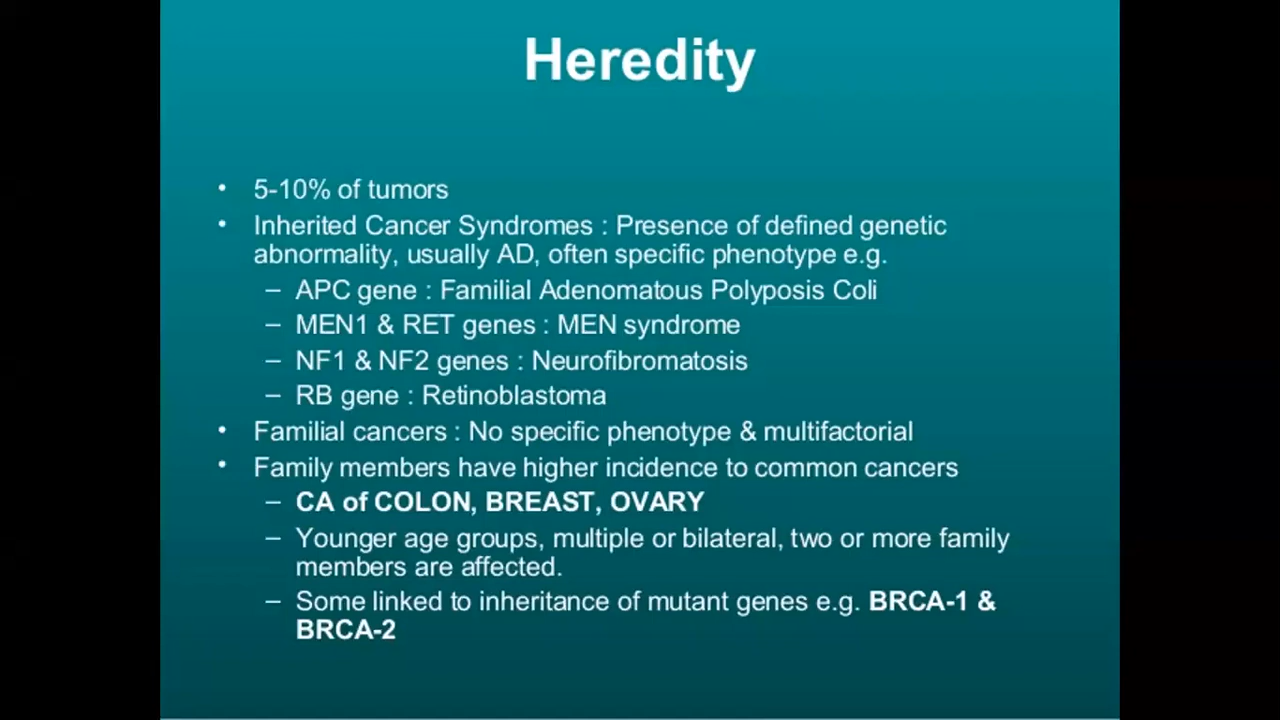 Heredity
• 5-10% of tumors
• Inherited Cancer Syndromes : Presence of defined genetic
abnormality, usually AD, often specific phenotype e.g.
– APC gene : Familial Adenomatous Polyposis Coli
– MEN1 & RET genes : MEN syndrome
– NF1 & NF2 genes : Neurofibromatosis
– RB gene : Retinoblastoma
• Familial cancers : No specific phenotype & multifactorial
• Family members have higher incidence to common cancers
– CA of COLON, BREAST, OVARY
– Younger age groups, multiple or bilateral, two or more family
members are affected.
– Some linked to inheritance of mutant genes e.g. BRCA-1 &
BRCA-2